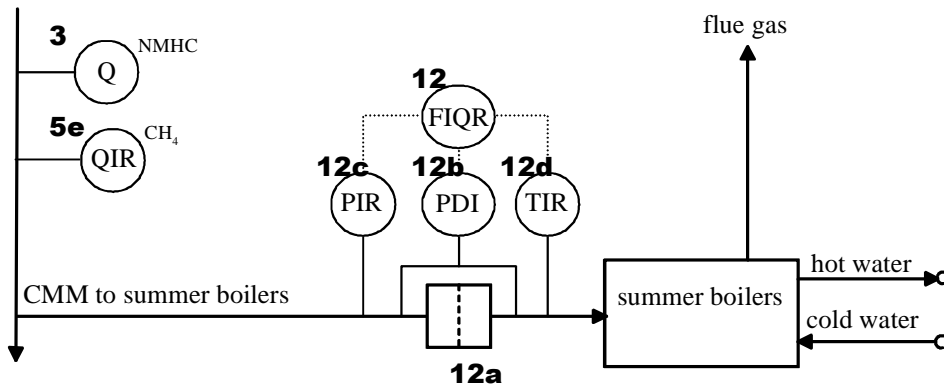 flue gas
3
NMHC
Q
12
FIQR
5e
CH₄
QIR
12c
12b
12d
PIR
PDI
TIR
hot water
CMM to summer boilers
summer boilers
cold water
12a